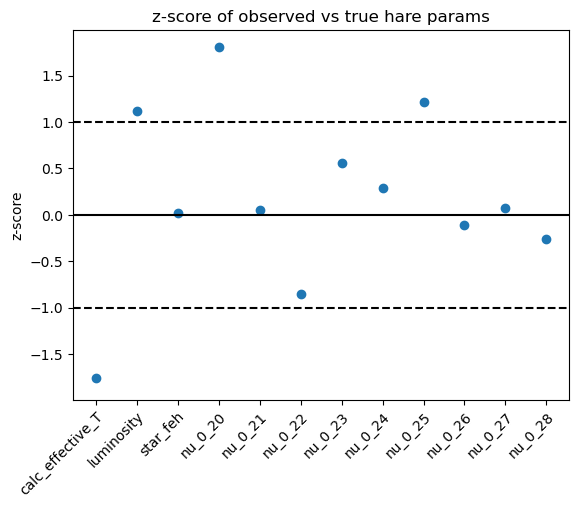 z-score of observed vs true hare params
z-score
1.5
1.0
0.5
0.0
−0.5
−1.0
−1.5
calc_effective_T
luminosity
star_feh
nu_0_20
nu_0_21
nu_0_22
nu_0_23
nu_0_24
nu_0_25
nu_0_26
nu_0_27
nu_0_28